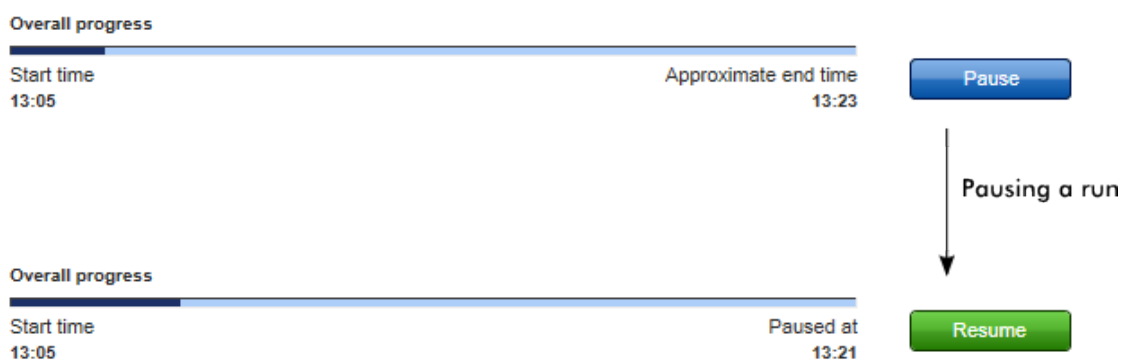 Overall progress
Start time Approximate end time Pause
13:05 13:23
Pausing a run
Overall progress
Start time Paused at Resume
13:05 13:21